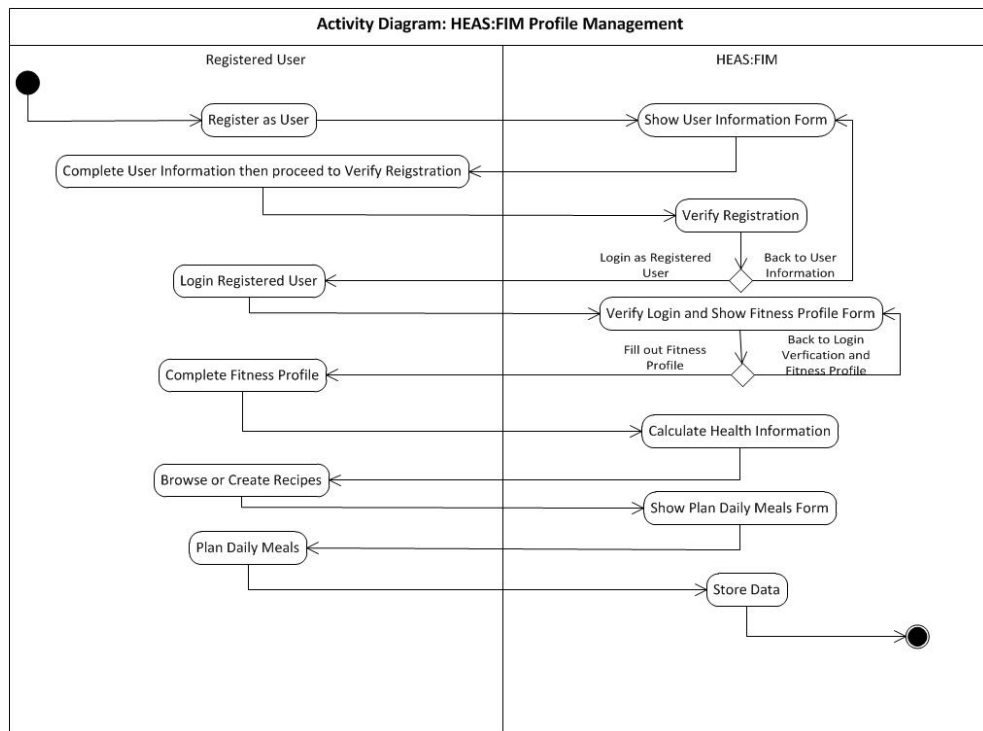 Activity Diagram: HEAS:FIM Profile Management
Registered User
HEAS:FIM
Register as User
Show User Information Form
Complete User Information then proceed to Verify Reigstration
Verify Registration
Login as Registered
User
Back to User
Information
Login Registered User
Verify Login and Show Fitness Profile Form
Fill out Fitness
Profile
Back to Login
Verfication and
Fitness Profile
Complete Fitness Profile
Calculate Health Information
Browse or Create Recipes
Show Plan Daily Meals Form
Plan Daily Meals
Store Data